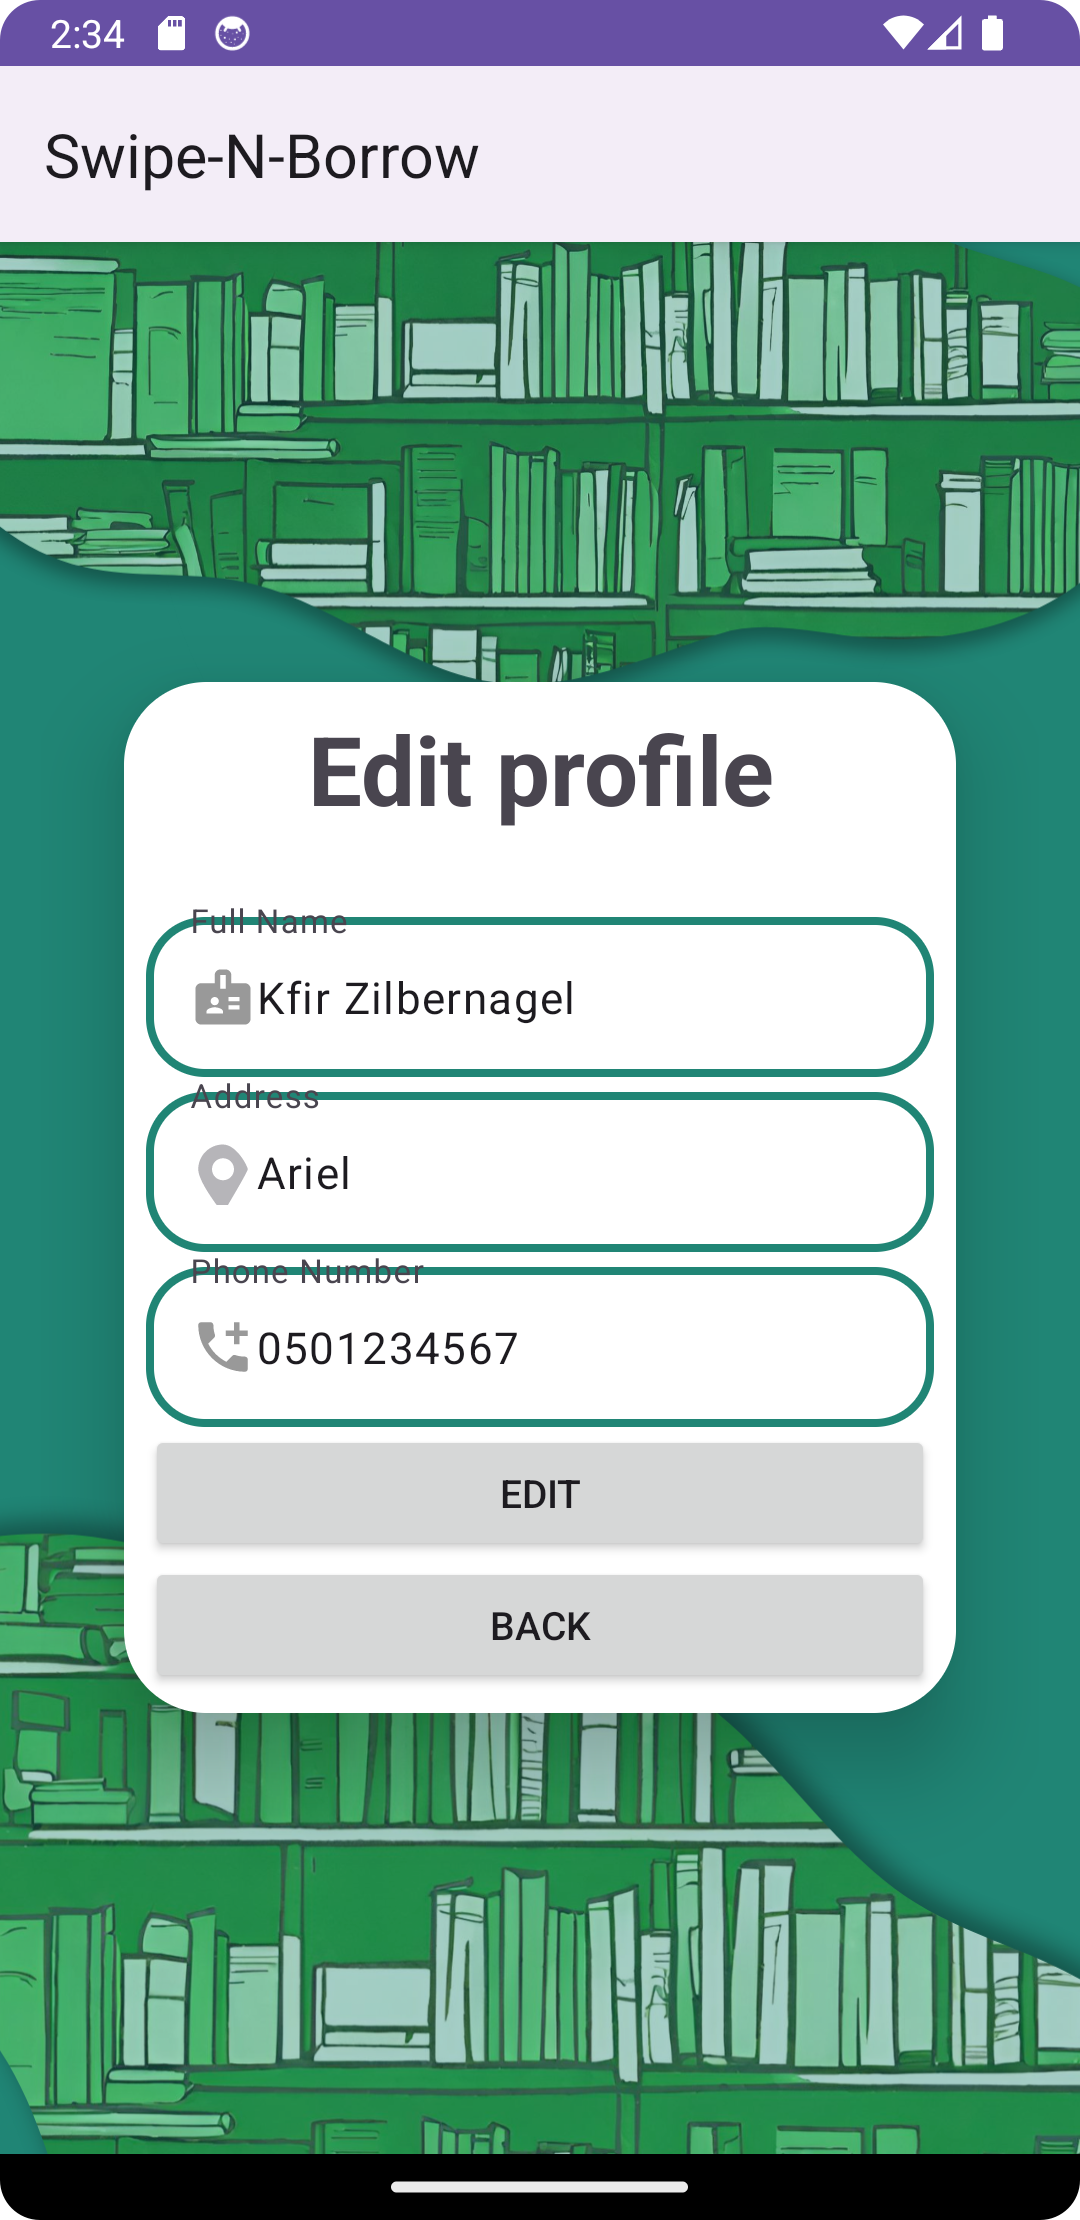 2:34
Swipe-N-Borrow
Edit profile
Full Name
Kfir Zilbernagel
Address
Ariel
Phone Number
0501234567
EDIT
BACK